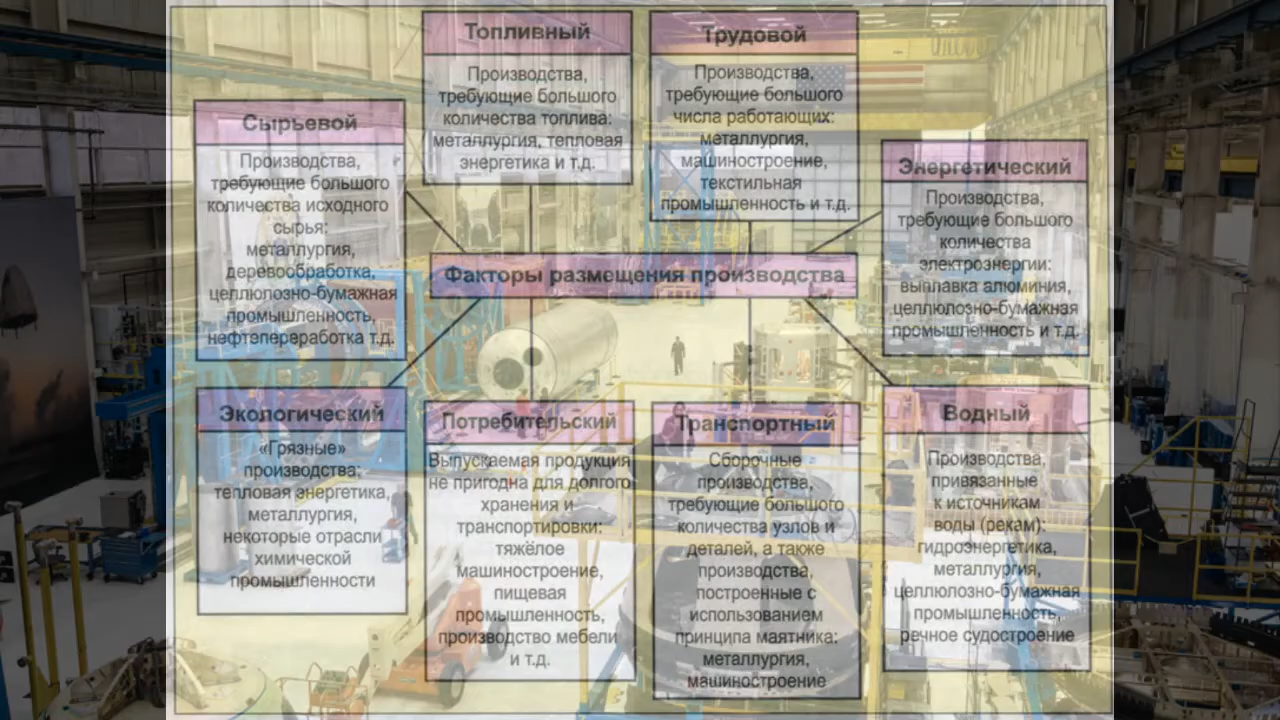 Топливный
Производства,
требующие большого
количества топлива:
металлургия, тепловая
энергетика и т.д.
Трудовой
Производства,
требующие большого
числа работающих:
металлургия,
машиностроение,
текстильная
промышленность и т.д.
Сырьевой
Производства,
требующие большого
количества исходного
сырья:
металлургия,
деревообработка,
целлюлозно-бумажная
промышленность,
нефтепереработка т.д.
Энергетический
Производства,
требующие большого
количества
электроэнергии:
выплавка алюминия,
целлюлозно-бумажная
промышленность и т.д.
Факторы размещения производства
Экологический
«Грязные»
производства:
тепловая энергетика,
металлургия,
некоторые отрасли
химической
промышленности
Потребительский
Выпускаемая продукция
не пригодна для долгого
хранения и
транспортировки:
тяжёлое
машиностроение,
пищевая
промышленность,
производство мебели
и т.д.
Транспортный
Сборочные
производства,
требующие большого
количества узлов и
деталей, а также
производства,
построенные с
использованием
принципа маятника:
металлургия,
машиностроение
Водный
Производства,
привязанные
к источникам
воды (рекам):
гидроэнергетика,
металлургия,
целлюлозно-бумажная
промышленность,
речное судостроение